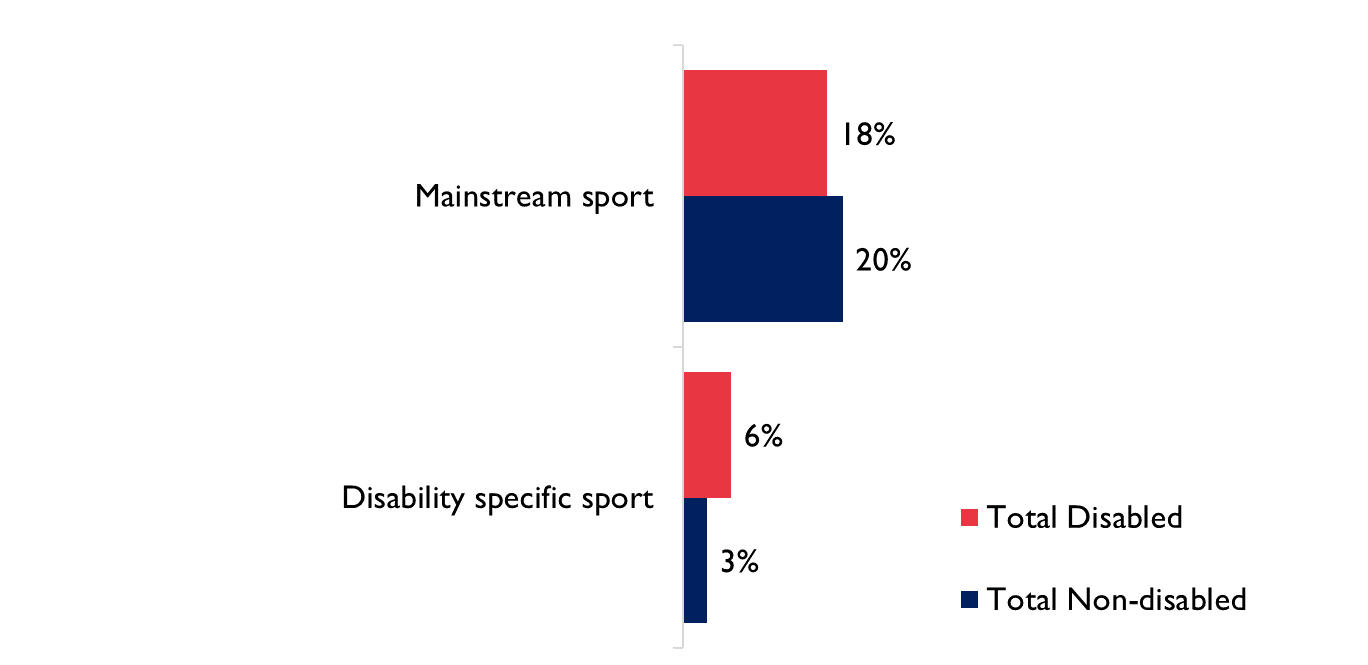 Mainstream sport
18%
20%
Disability specific sport
6%
3%
Total Disabled
Total Non-disabled